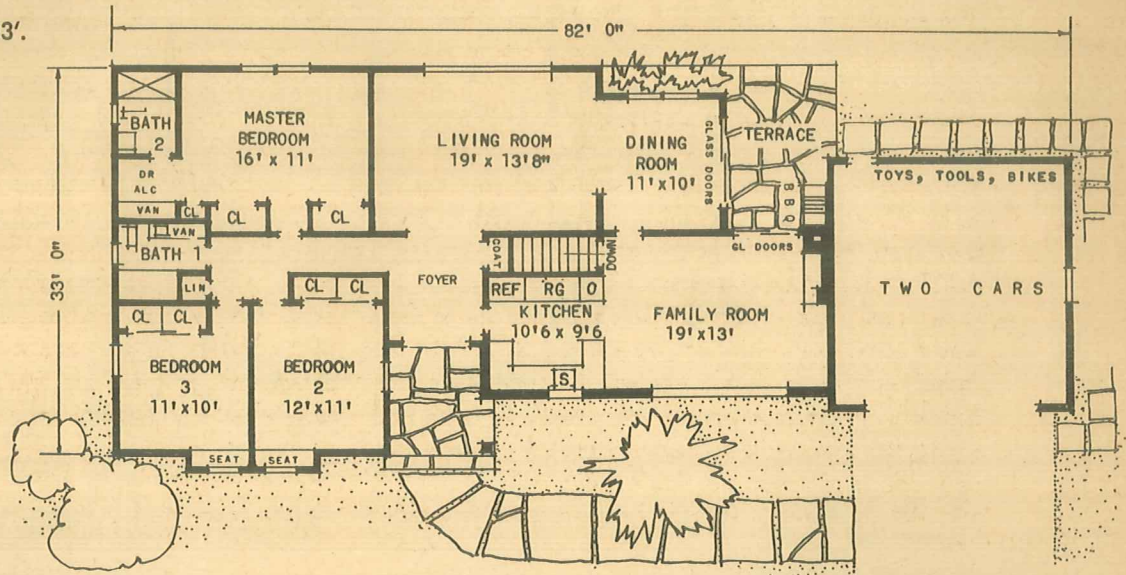 3'.
82' 0"
33' 0"
BATH
2
MASTER
BEDROOM
16' x 11'
LIVING ROOM
19' x 13'8"
DINING
ROOM
11'x10'
GLASS DOORS
TERRACE
BBQ
TOYS, TOOLS, BIKES
DR
ALC
VAN
CL
CL
CL
VAN
BATH 1
LIN
COAT
DOWN
GL DOORS
FOYER
CL
CL
REF
RG
O
KITCHEN
10'6 x 9'6
FAMILY ROOM
19'x13'
TWO CARS
CL
CL
BEDROOM
3
11'x10'
BEDROOM
2
12'x11'
S
SEAT
SEAT